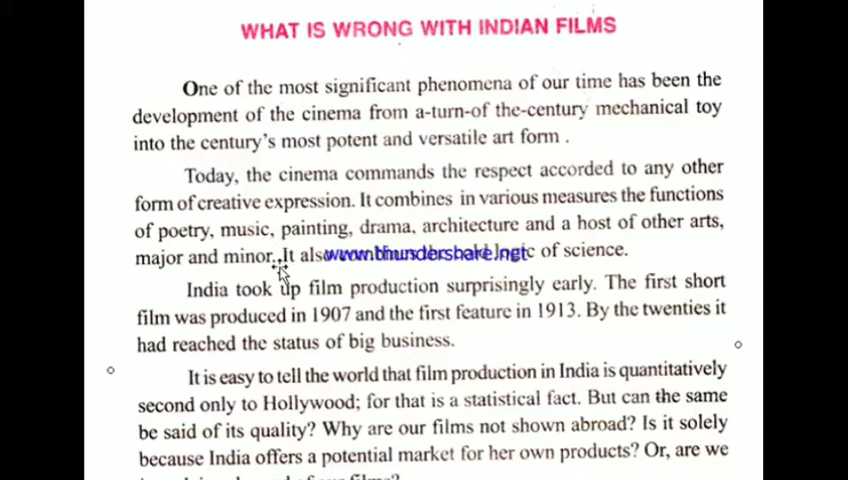 WHAT IS WRONG WITH INDIAN FILMS
One of the most significant phenomena of our time has been the
development of the cinema from a-turn-of the-century mechanical toy
into the century's most potent and versatile art form .
Today, the cinema commands the respect accorded to any other
form of creative expression. It combines in various measures the functions
of poetry, music, painting, drama, architecture and a host of other arts,
major and minor. It also www.thundershare.net of science.
India took up film production surprisingly early. The first short
film was produced in 1907 and the first feature in 1913. By the twenties it
had reached the status of big business.
It is easy to tell the world that film production in India is quantitatively
second only to Hollywood; for that is a statistical fact. But can the same
be said of its quality? Why are our films not shown abroad? Is it solely
because India offers a potential market for her own products? Or, are we